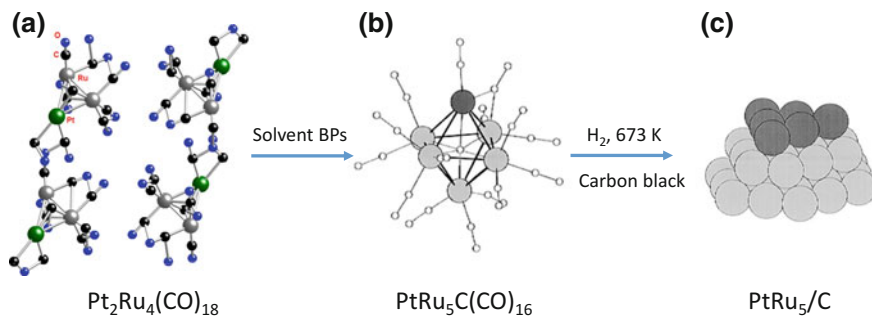 (a)
(b)
(c)
O
C
Ru
Pt
Solvent BPs
H₂, 673 K
Carbon black
Pt₂Ru₄(CO)₁₈
PtRu₅C(CO)₁₆
PtRu₅/C